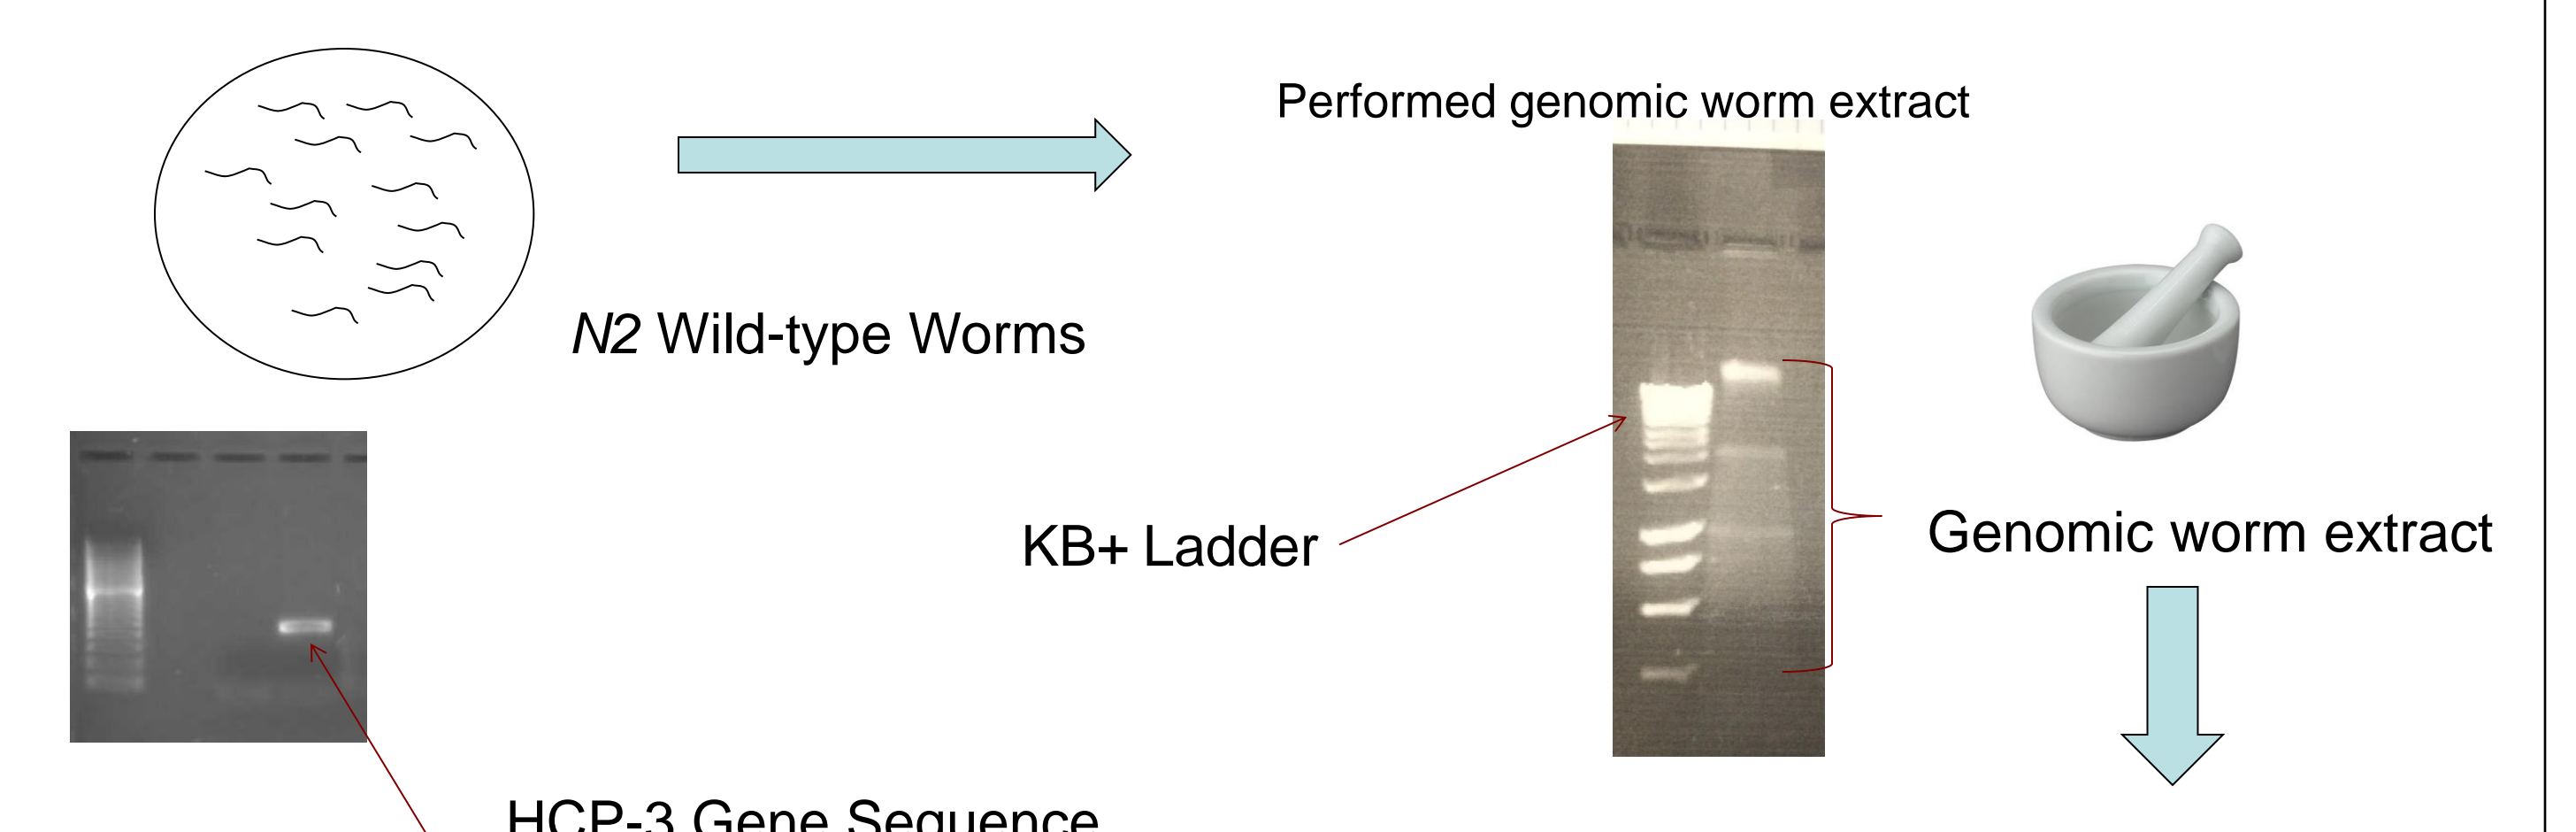 Performed genomic worm extract
N2 Wild-type Worms
KB+ Ladder
Genomic worm extract
HCP-3 Gene Sequence